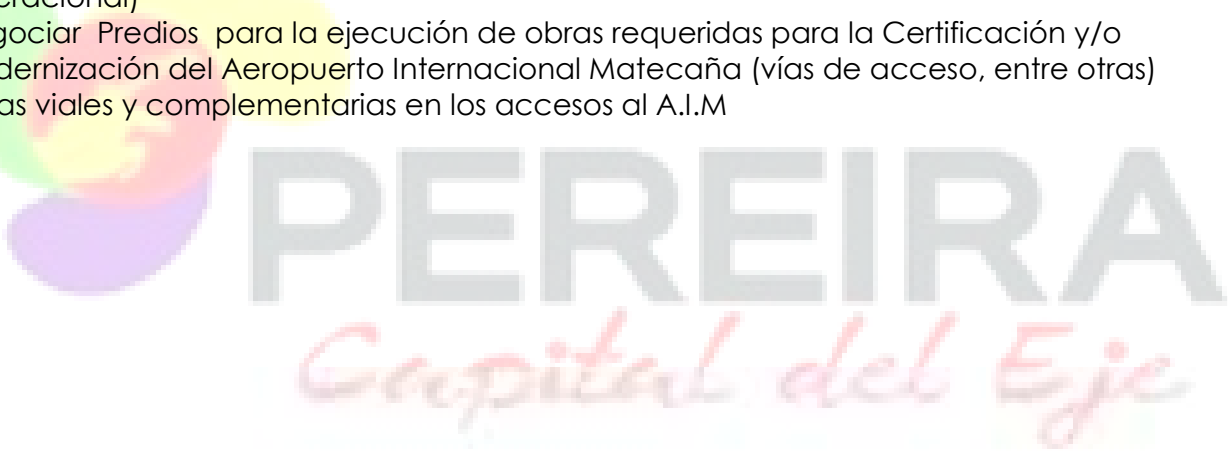 eracional)
gociar Predios para la ejecución de obras requeridas para la Certificación y/o
dernización del Aeropuerto Internacional Matecaña (vías de acceso, entre otras)
as viales y complementarias en los accesos al A.I.M
PEREIRA
Capital del Eje